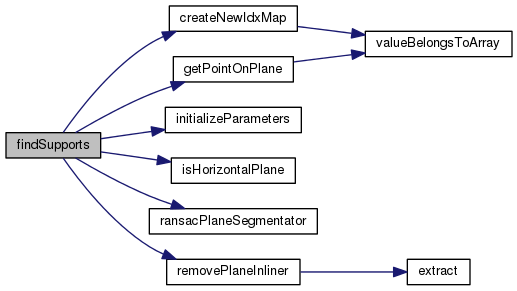 createNewIdxMap
valueBelongsToArray
getPointOnPlane
initializeParameters
findSupports
isHorizontalPlane
ransacPlaneSegmentator
removePlaneInliner
extract